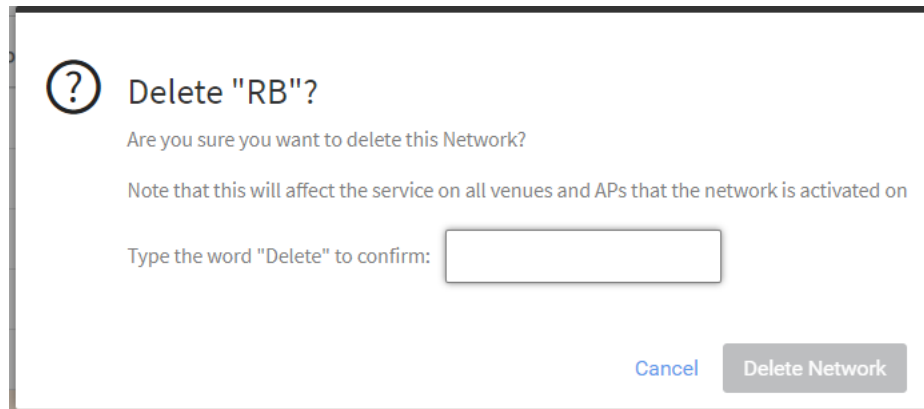 ?
Delete "RB"?
Are you sure you want to delete this Network?
Note that this will affect the service on all venues and APs that the network is activated on
Type the word "Delete" to confirm:
Cancel Delete Network